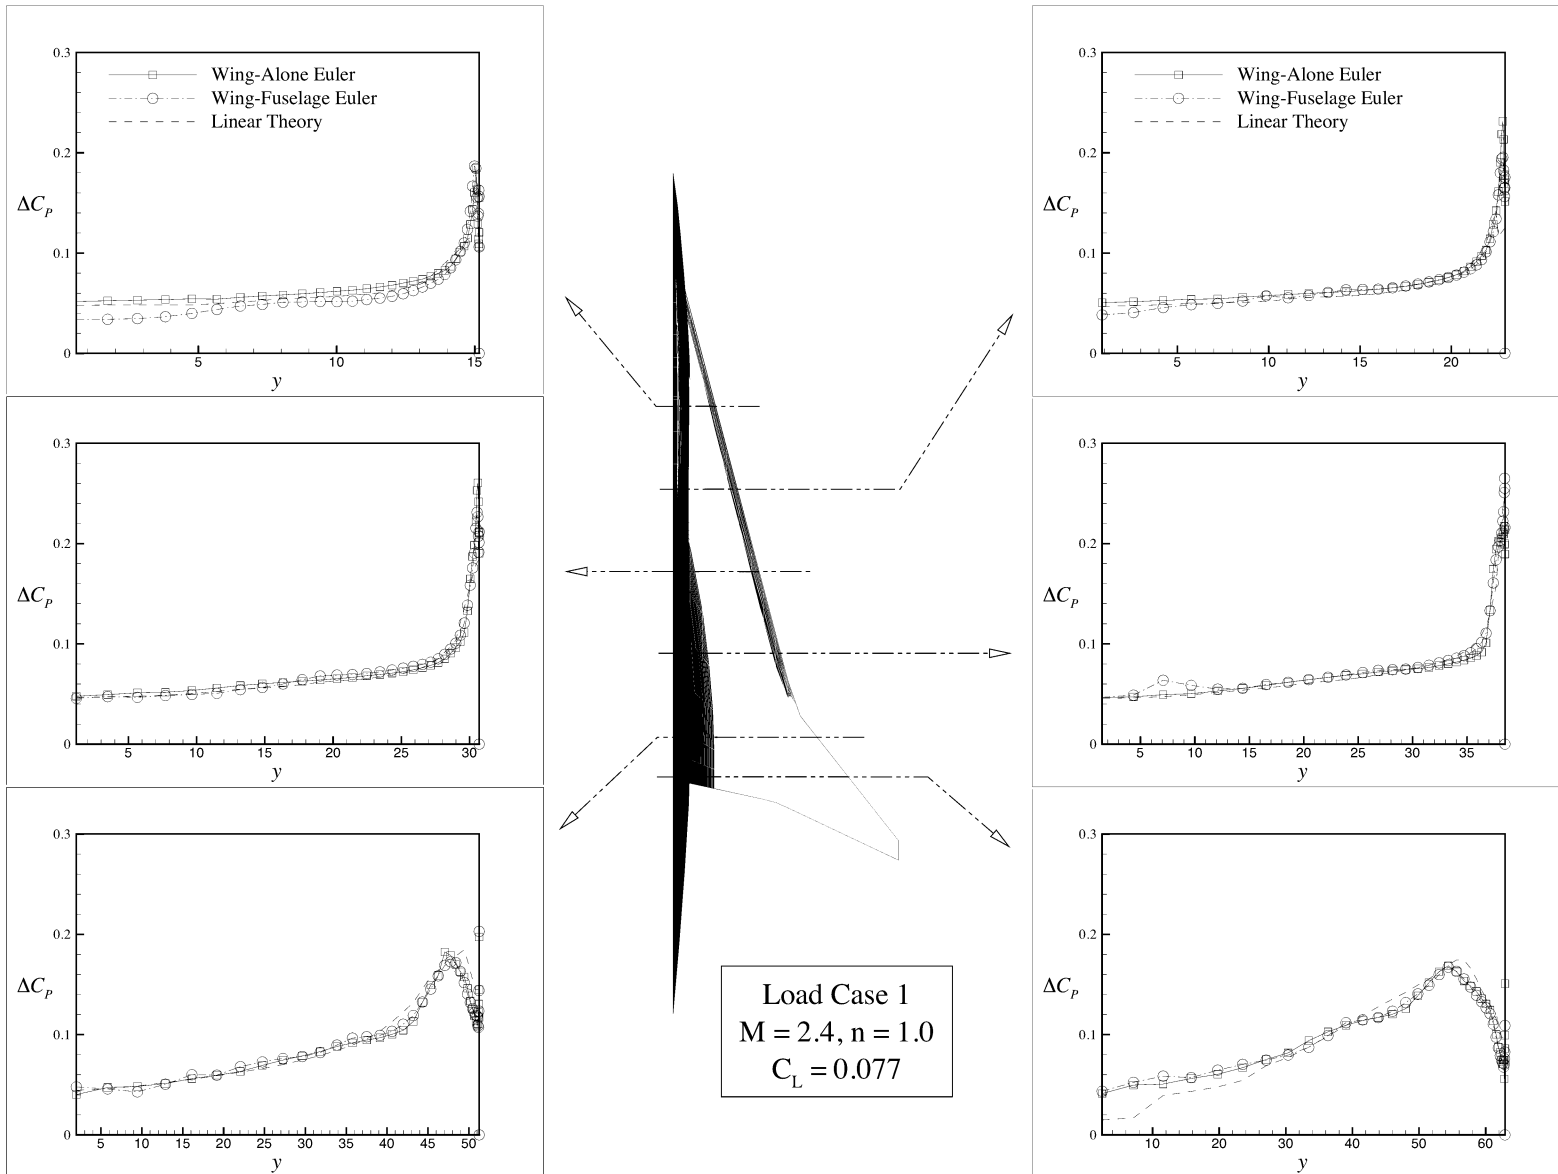 0.3
Wing-Alone Euler
Wing-Fuselage Euler
Linear Theory
0.2
ΔC_P
0.1
0
5
10
15
y
0.3
Wing-Alone Euler
Wing-Fuselage Euler
Linear Theory
0.2
ΔC_P
0.1
0
5
10
15
20
y
0.3
0.2
ΔC_P
0.1
0
5
10
15
20
25
30
y
0.3
0.2
ΔC_P
0.1
0
5
10
15
20
25
30
35
y
0.3
0.2
ΔC_P
0.1
0
5
10
15
20
25
30
35
40
45
50
y
Load Case 1
M = 2.4, n = 1.0
C_L = 0.077
0.3
0.2
ΔC_P
0.1
0
10
20
30
40
50
60
y